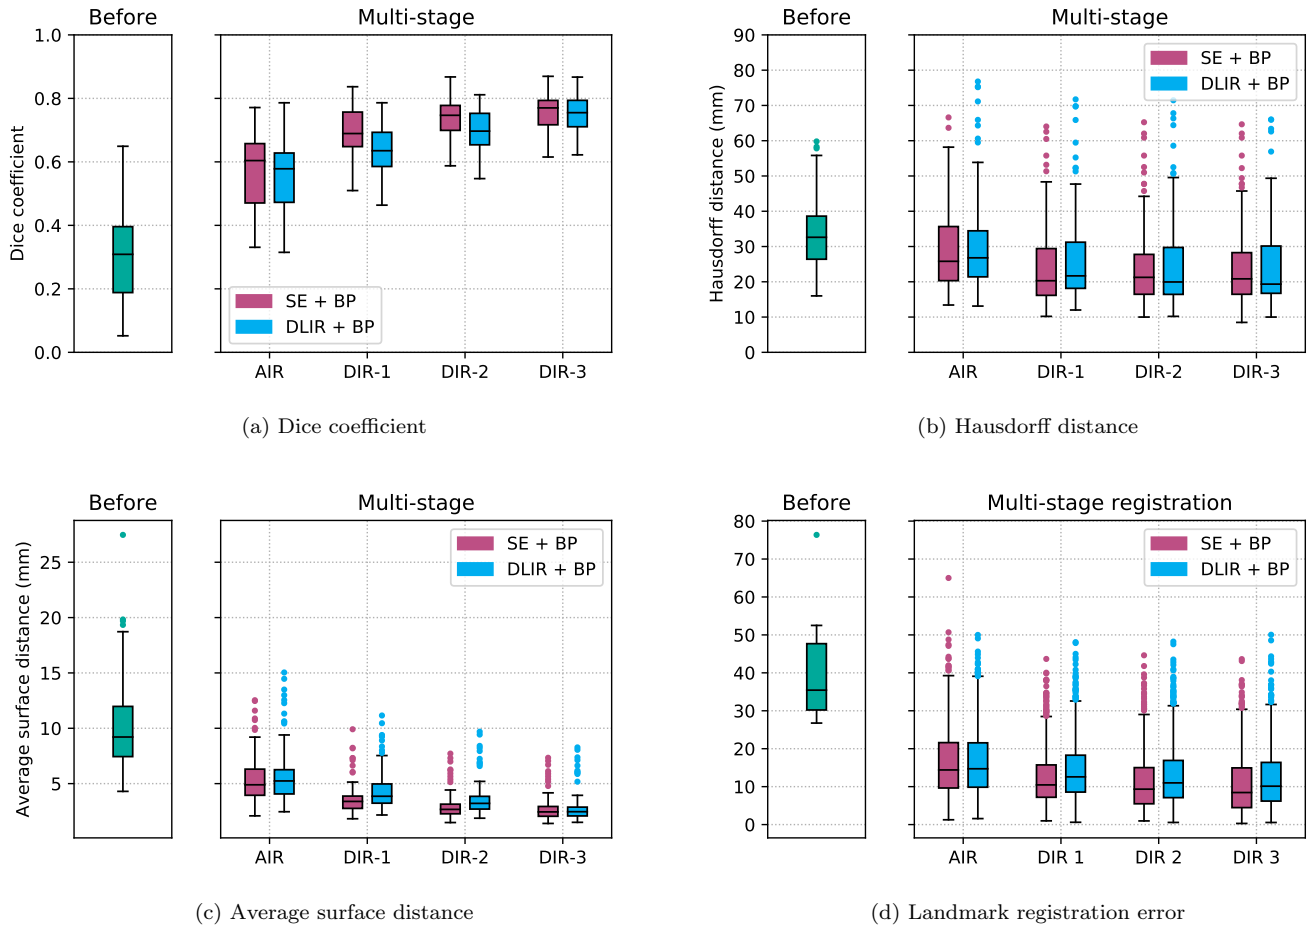 Before
Multi-stage
Dice coefficient
1.0
0.8
0.6
0.4
0.2
0.0
SE + BP
DLIR + BP
AIR
DIR-1
DIR-2
DIR-3
(a) Dice coefficient
Before
Multi-stage
Hausdorff distance (mm)
90
80
70
60
50
40
30
20
10
0
SE + BP
DLIR + BP
AIR
DIR-1
DIR-2
DIR-3
(b) Hausdorff distance
Before
Multi-stage
Average surface distance (mm)
25
20
15
10
5
SE + BP
DLIR + BP
AIR
DIR-1
DIR-2
DIR-3
(c) Average surface distance
Before
Multi-stage registration
80
70
60
50
40
30
20
10
0
SE + BP
DLIR + BP
AIR
DIR 1
DIR 2
DIR 3
(d) Landmark registration error